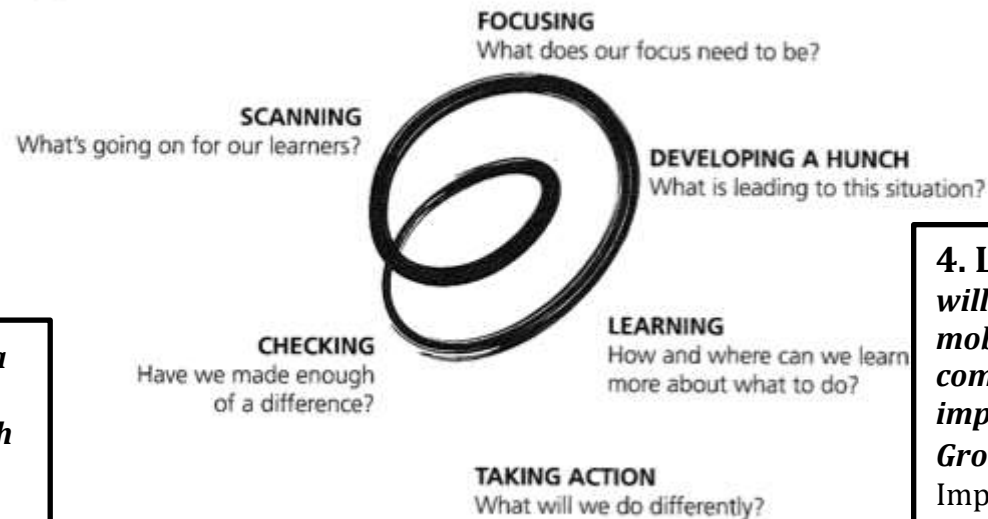 FOCUSING
What does our focus need to be?
SCANNING
What's going on for our learners?
DEVELOPING A HUNCH
What is leading to this situation?
LEARNING
How and where can we learn
more about what to do?
CHECKING
Have we made enough
of a difference?
TAKING ACTION
What will we do differently?
4. L
will
mob
com
imp
Gro
Imp
a
h